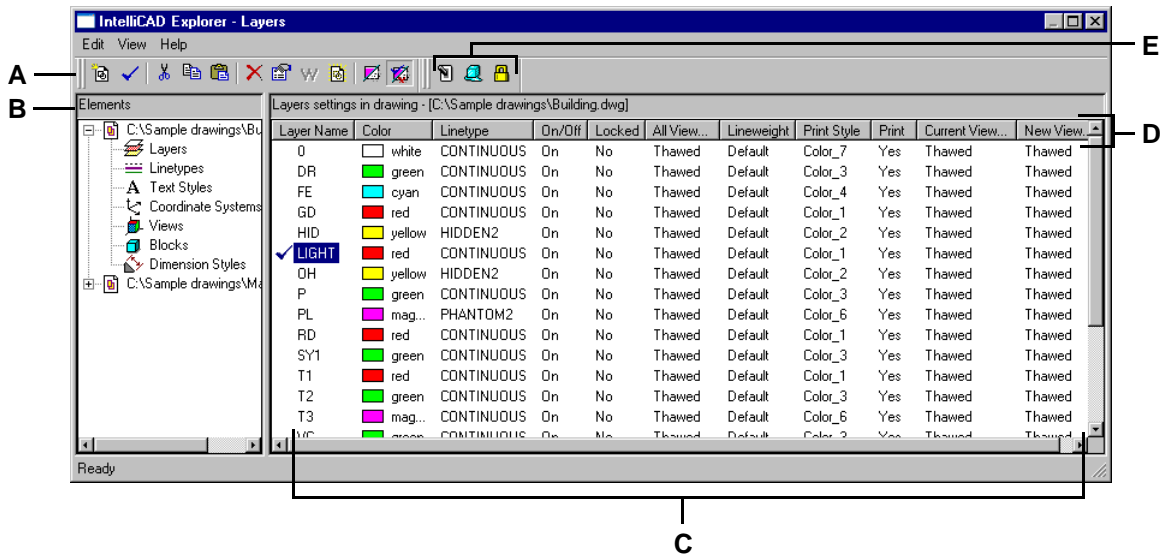 IntelliCAD Explorer - Layers
Edit View Help
E
A
B
Elements
Layers settings in drawing - [C:\Sample drawings\Building.dwg]
D
C:\Sample drawings\Bu
Layers
Linetypes
A Text Styles
Coordinate Systems
Views
Blocks
Dimension Styles
C:\Sample drawings\Ma
Layer Name Color Linetype On/Off Locked All View... Lineweight Print Style Print Current View... New View.
0 white CONTINUOUS On No Thawed Default Color_7 Yes Thawed Thawed
DR green CONTINUOUS On No Thawed Default Color_3 Yes Thawed Thawed
FE cyan CONTINUOUS On No Thawed Default Color_4 Yes Thawed Thawed
GD red CONTINUOUS On No Thawed Default Color_1 Yes Thawed Thawed
HID yellow HIDDEN2 On No Thawed Default Color_2 Yes Thawed Thawed
LIGHT red CONTINUOUS On No Thawed Default Color_1 Yes Thawed Thawed
OH yellow HIDDEN2 On No Thawed Default Color_2 Yes Thawed Thawed
P green CONTINUOUS On No Thawed Default Color_3 Yes Thawed Thawed
PL mag... PHANTOM2 On No Thawed Default Color_6 Yes Thawed Thawed
RD red CONTINUOUS On No Thawed Default Color_1 Yes Thawed Thawed
SY1 green CONTINUOUS On No Thawed Default Color_3 Yes Thawed Thawed
T1 red CONTINUOUS On No Thawed Default Color_1 Yes Thawed Thawed
T2 green CONTINUOUS On No Thawed Default Color_3 Yes Thawed Thawed
T3 mag... CONTINUOUS On No Thawed Default Color_6 Yes Thawed Thawed
green CONTINUOUS On No Thawed Default Yes Thawed Thawed
Ready
C